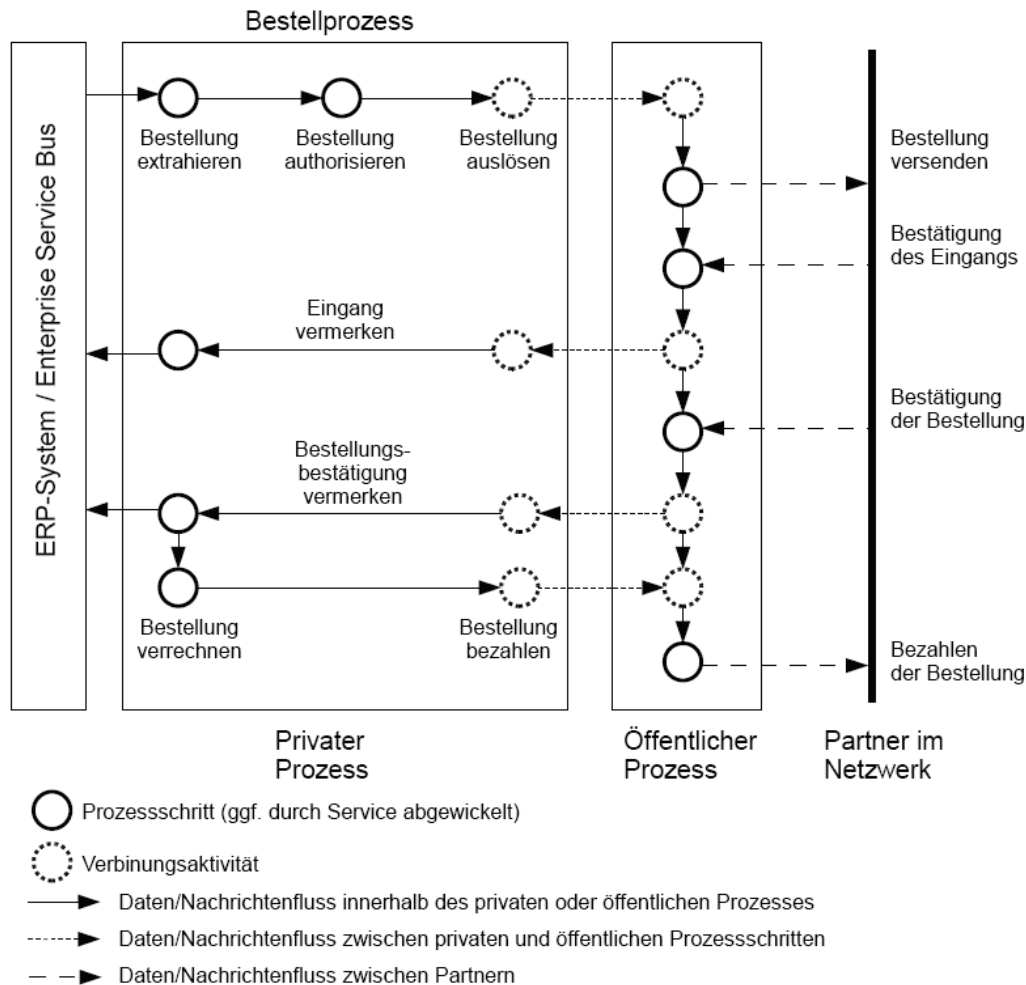 Bestellprozess
ERP-System / Enterprise Service Bus
Bestellung
extrahieren
Bestellung
authorisieren
Bestellung
auslösen
Bestellung
versenden
Bestätigung
des Eingangs
Eingang
vermerken
Bestätigung
der Bestellung
Bestellungs-
bestätigung
vermerken
Bestellung
verrechnen
Bestellung
bezahlen
Bezahlen
der Bestellung
Privater
Prozess
Öffentlicher
Prozess
Partner im
Netzwerk
Prozessschritt (ggf. durch Service abgewickelt)
Verbinungsaktivität
Daten/Nachrichtenfluss innerhalb des privaten oder öffentlichen Prozesses
Daten/Nachrichtenfluss zwischen privaten und öffentlichen Prozessschritten
Daten/Nachrichtenfluss zwischen Partnern